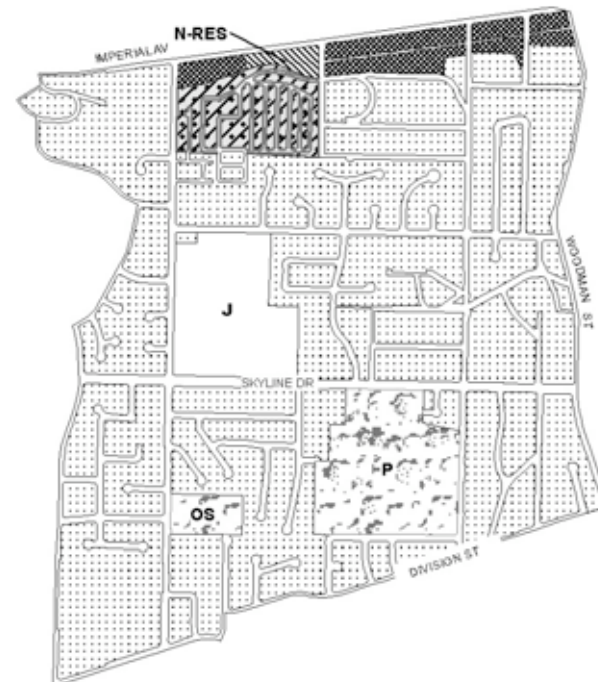 N-RES
IMPERIAL AV
WOODMAN ST
J
SKYLINE DR
P
OS
DIVISION ST